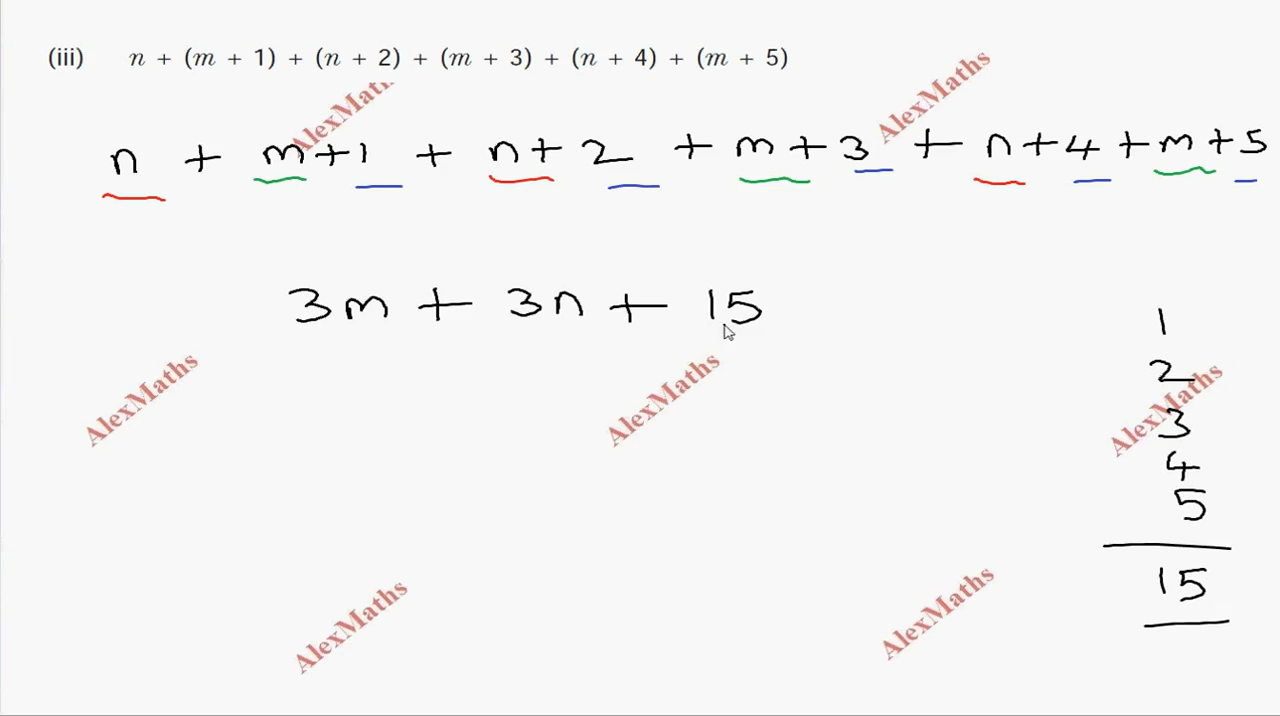 (iii) n + (m + 1) + (n + 2) + (m + 3) + (n + 4) + (m + 5)
AlexMaths
AlexMaths
n + m+1 + n+2 + m+3 + n+4+m+5
3m + 3n + 15
1
2
3
4
5
15
AlexMaths
AlexMaths
AlexMaths
AlexMaths
AlexMaths